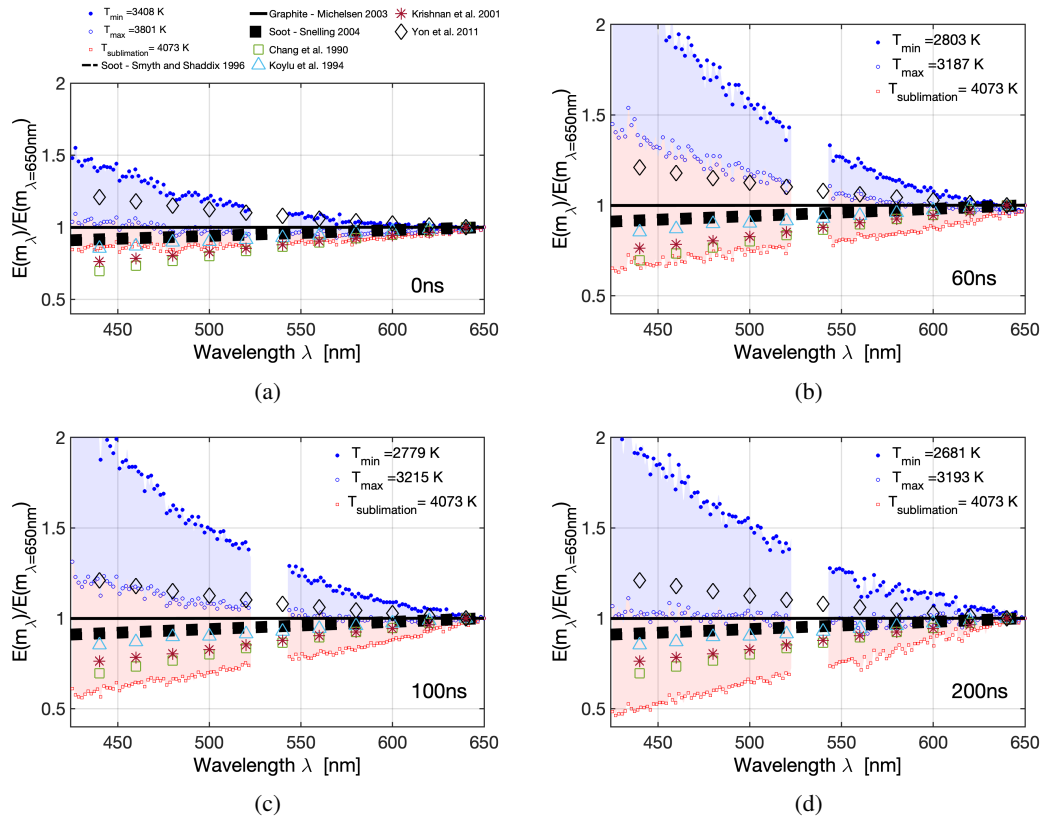 T_min =3408 K
T_max =3801 K
T_sublimation = 4073 K
Soot - Smyth and Shaddix 1996
Graphite - Michelsen 2003
Soot - Snelling 2004
Chang et al. 1990
Koylu et al. 1994
Krishnan et al. 2001
Yon et al. 2011
E(m_λ)/E(m_λ=650nm)
2
1.5
1
0.5
0ns
450 500 550 600 650
Wavelength λ [nm]
(a)
T_min =2803 K
T_max =3187 K
T_sublimation = 4073 K
E(m_λ)/E(m_λ=650nm)
2
1.5
1
0.5
60ns
450 500 550 600 650
Wavelength λ [nm]
(b)
T_min =2779 K
T_max =3215 K
T_sublimation = 4073 K
E(m_λ)/E(m_λ=650nm)
2
1.5
1
0.5
100ns
450 500 550 600 650
Wavelength λ [nm]
(c)
T_min =2681 K
T_max =3193 K
T_sublimation = 4073 K
E(m_λ)/E(m_λ=650nm)
2
1.5
1
0.5
200ns
450 500 550 600 650
Wavelength λ [nm]
(d)